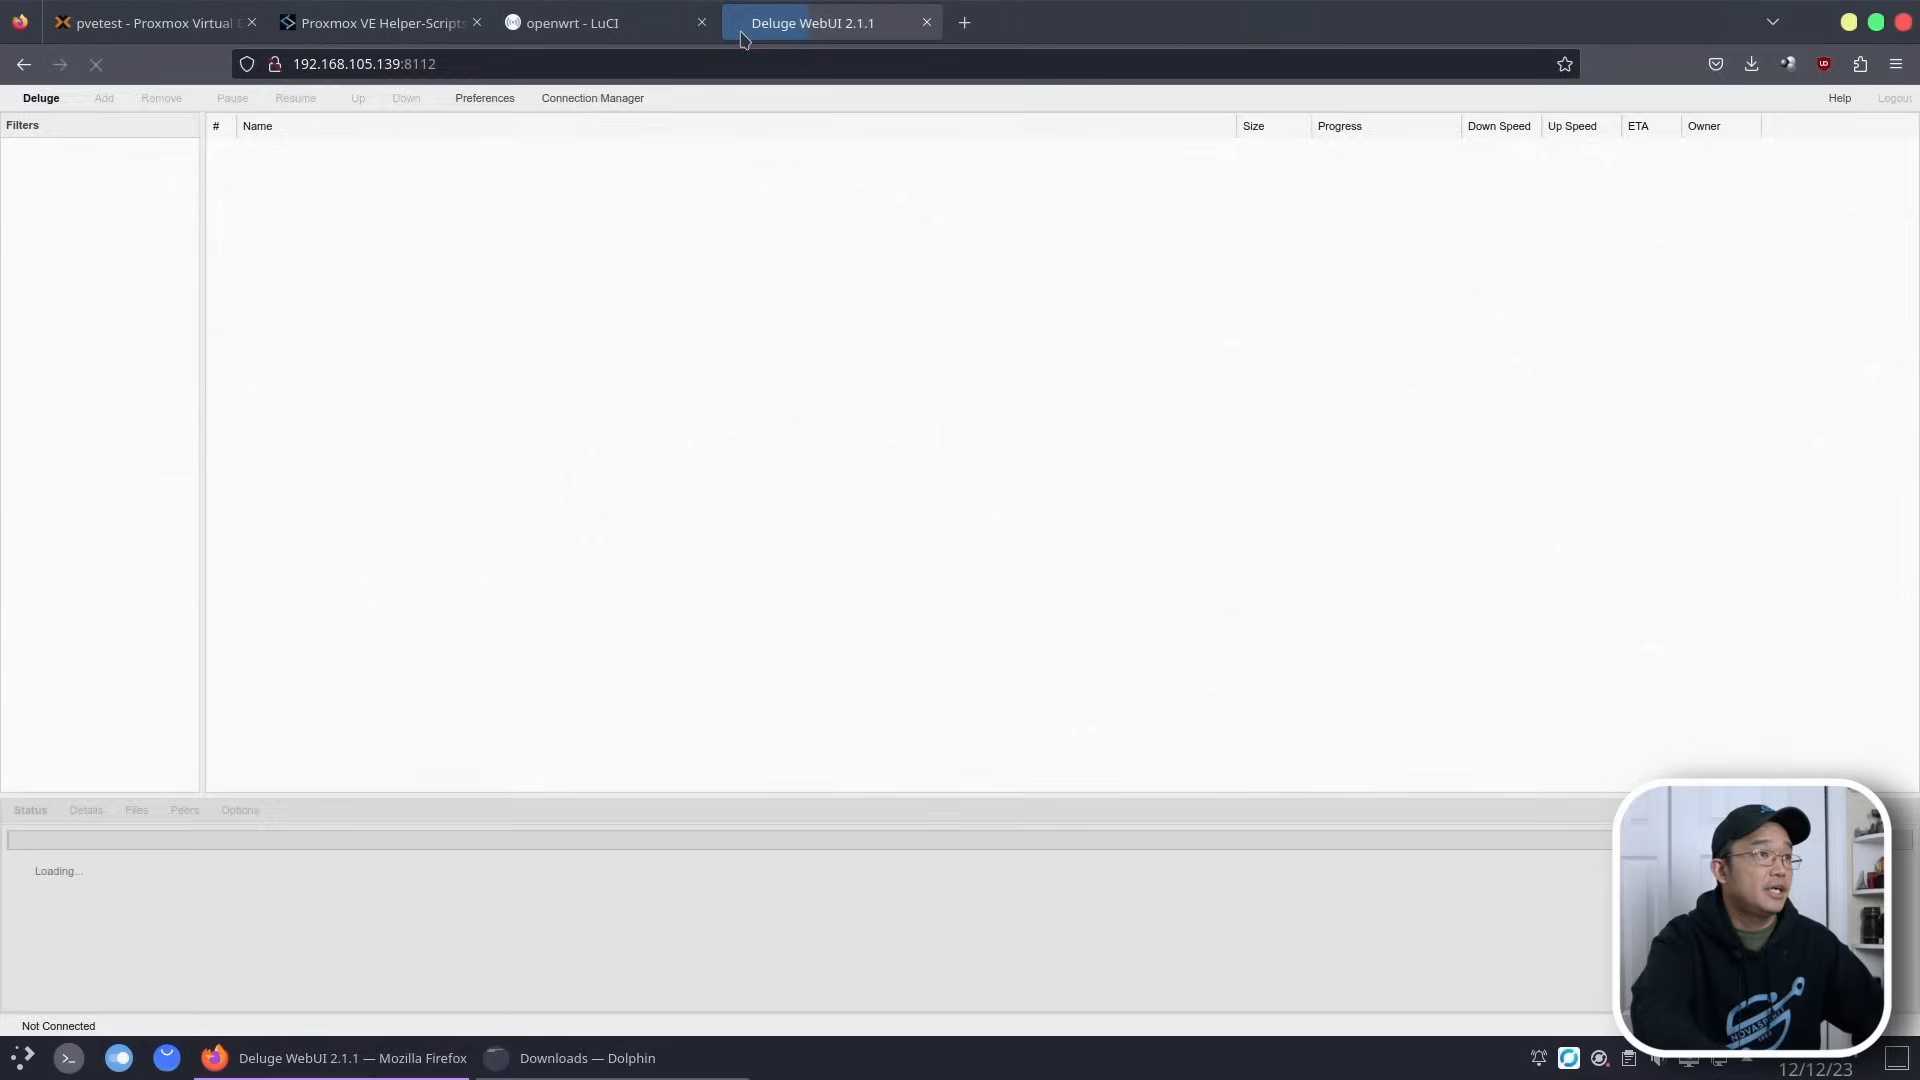 pvetest - Proxmox Virtual
Proxmox VE Helper-Scripts
openwrt - LuCI
Deluge WebUI 2.1.1
192.168.105.139:8112
Deluge
Add
Remove
Pause
Resume
Up
Down
Preferences
Connection Manager
Help
Logout
Filters
#
Name
Size
Progress
Down Speed
Up Speed
ETA
Owner
Status
Details
Files
Peers
Options
Loading...
NOVASPIRIT
Not Connected
Deluge WebUI 2.1.1 — Mozilla Firefox
Downloads — Dolphin
12/12/23